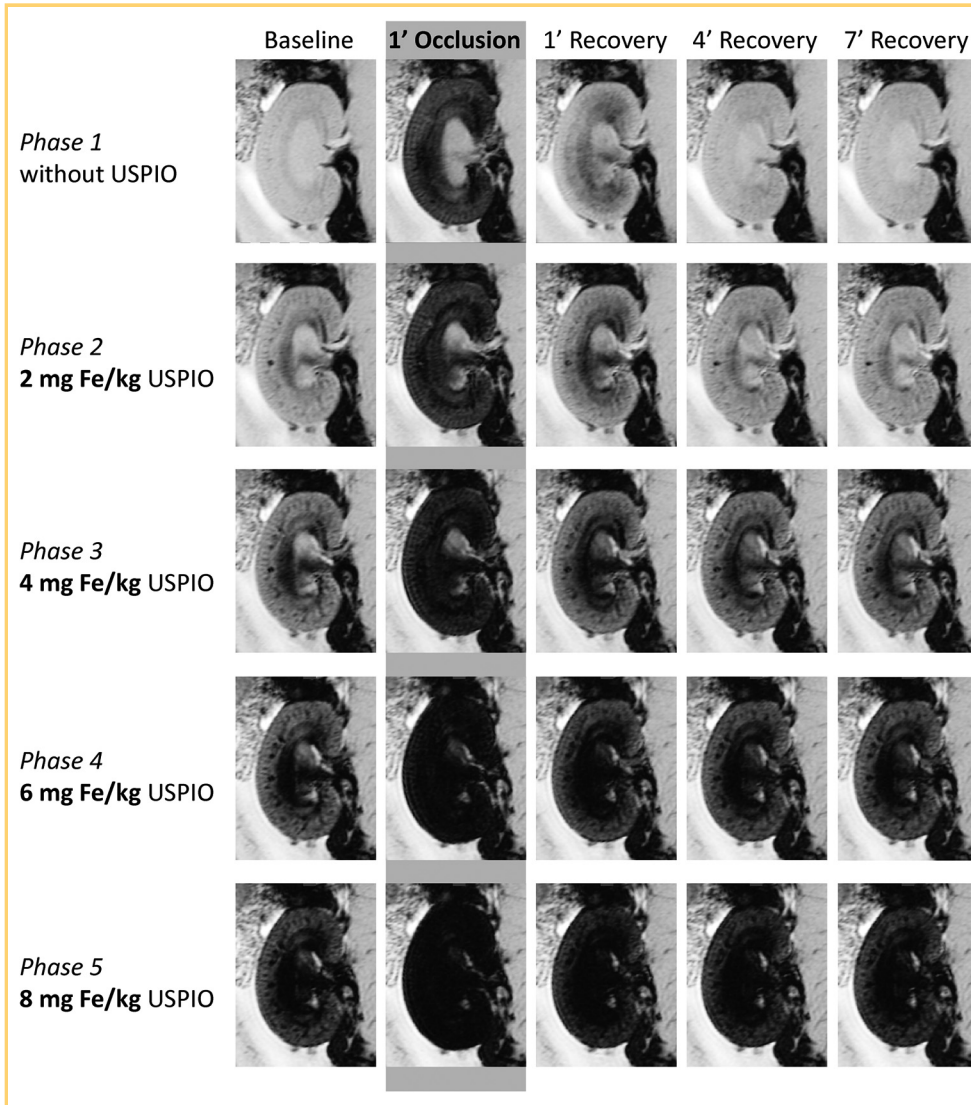 Baseline 1’ Occlusion 1’ Recovery 4’ Recovery 7’ Recovery
Phase 1
without USPIO
Phase 2
2 mg Fe/kg USPIO
Phase 3
4 mg Fe/kg USPIO
Phase 4
6 mg Fe/kg USPIO
Phase 5
8 mg Fe/kg USPIO